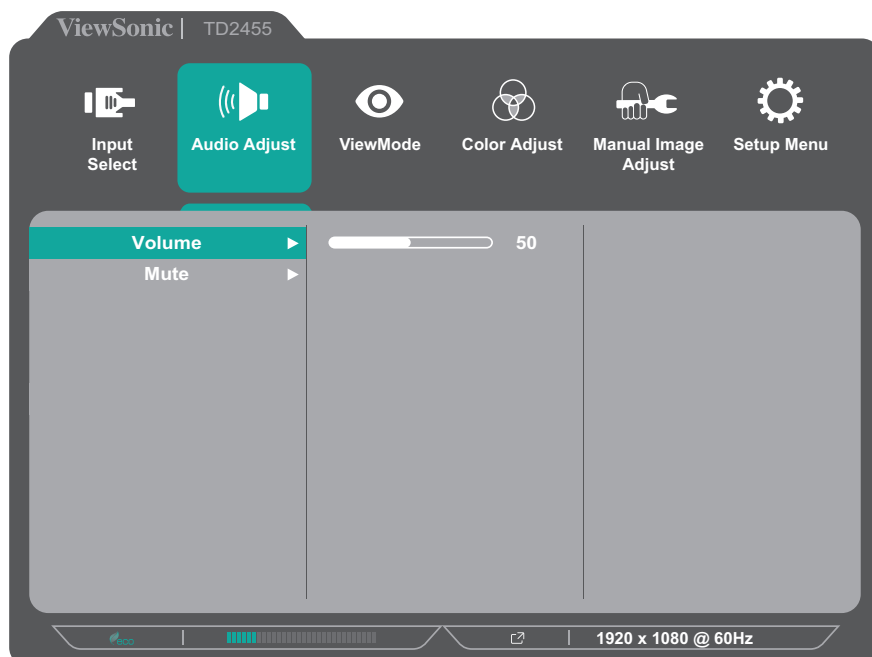 ViewSonic | TD2455
Input
Select
Audio Adjust
ViewMode
Color Adjust
Manual Image
Adjust
Setup Menu
Volume
50
Mute
eco
1920 x 1080 @ 60Hz